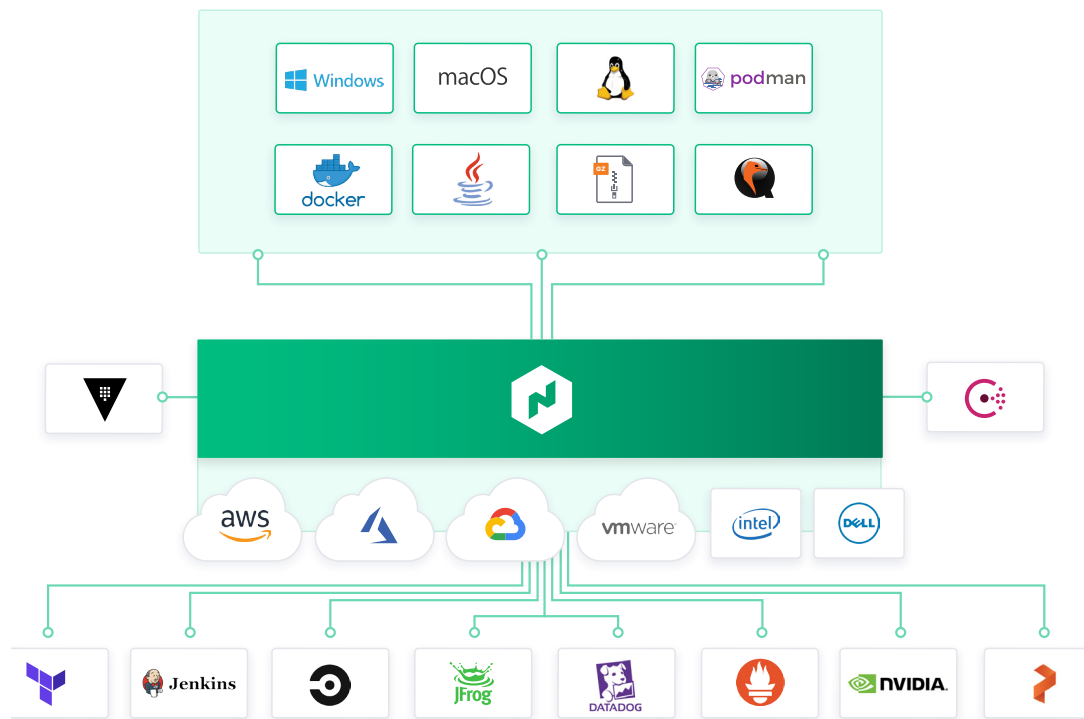 Windows
macOS
podman
docker
GZ
aws
vmware
intel
DELL
Jenkins
JFrog
DATADOG
NVIDIA.